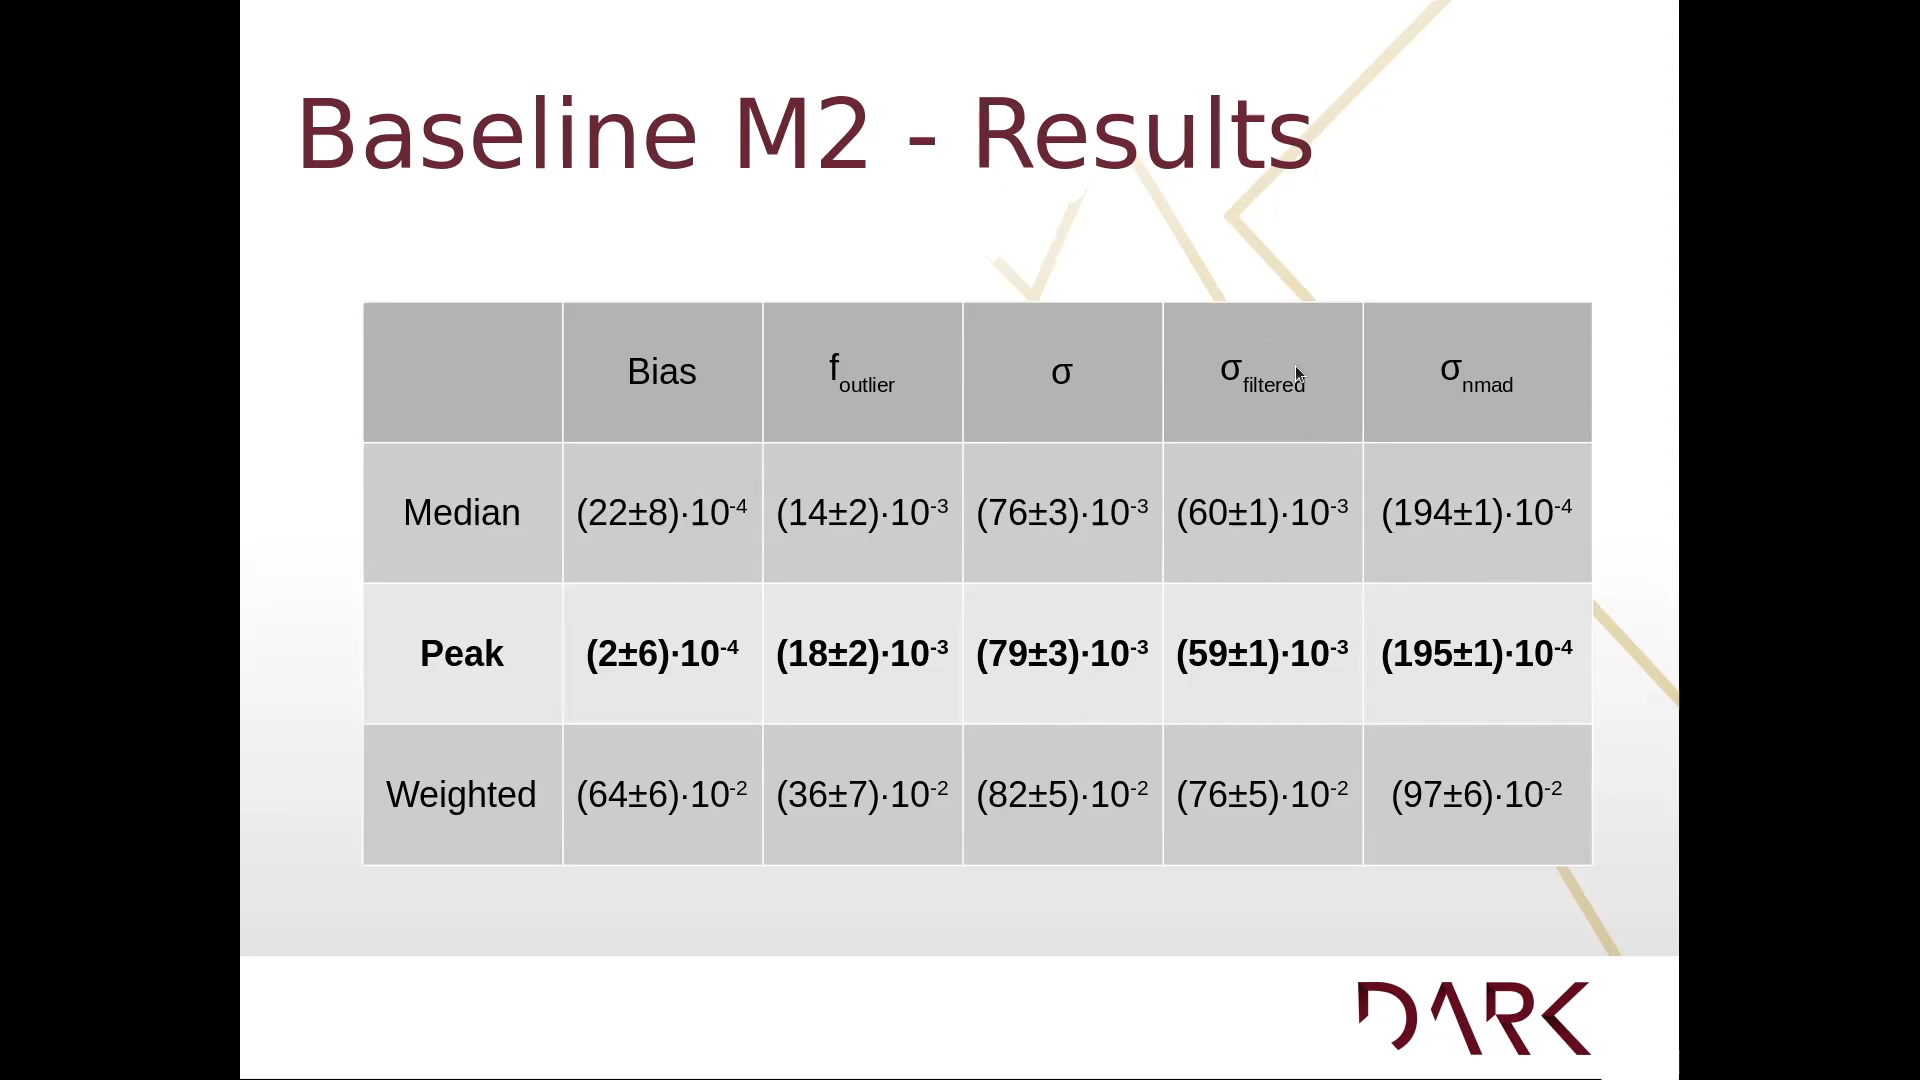 Baseline M2 - Results
Bias f_outlier σ σ_filtered σ_nmad
Median (22±8)·10⁻⁴ (14±2)·10⁻³ (76±3)·10⁻³ (60±1)·10⁻³ (194±1)·10⁻⁴
Peak (2±6)·10⁻⁴ (18±2)·10⁻³ (79±3)·10⁻³ (59±1)·10⁻³ (195±1)·10⁻⁴
Weighted (64±6)·10⁻² (36±7)·10⁻² (82±5)·10⁻² (76±5)·10⁻² (97±6)·10⁻²
DARK